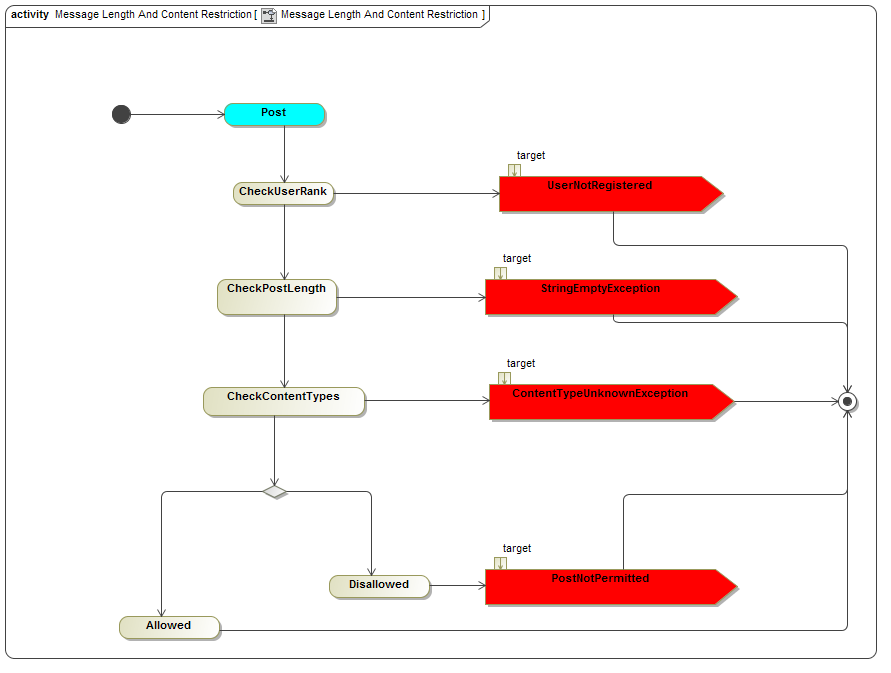 activity Message Length And Content Restriction [ Message Length And Content Restriction ]
Post
target
CheckUserRank
UserNotRegistered
target
CheckPostLength
StringEmptyException
target
CheckContentTypes
ContentTypeUnknownException
target
Disallowed
PostNotPermitted
Allowed